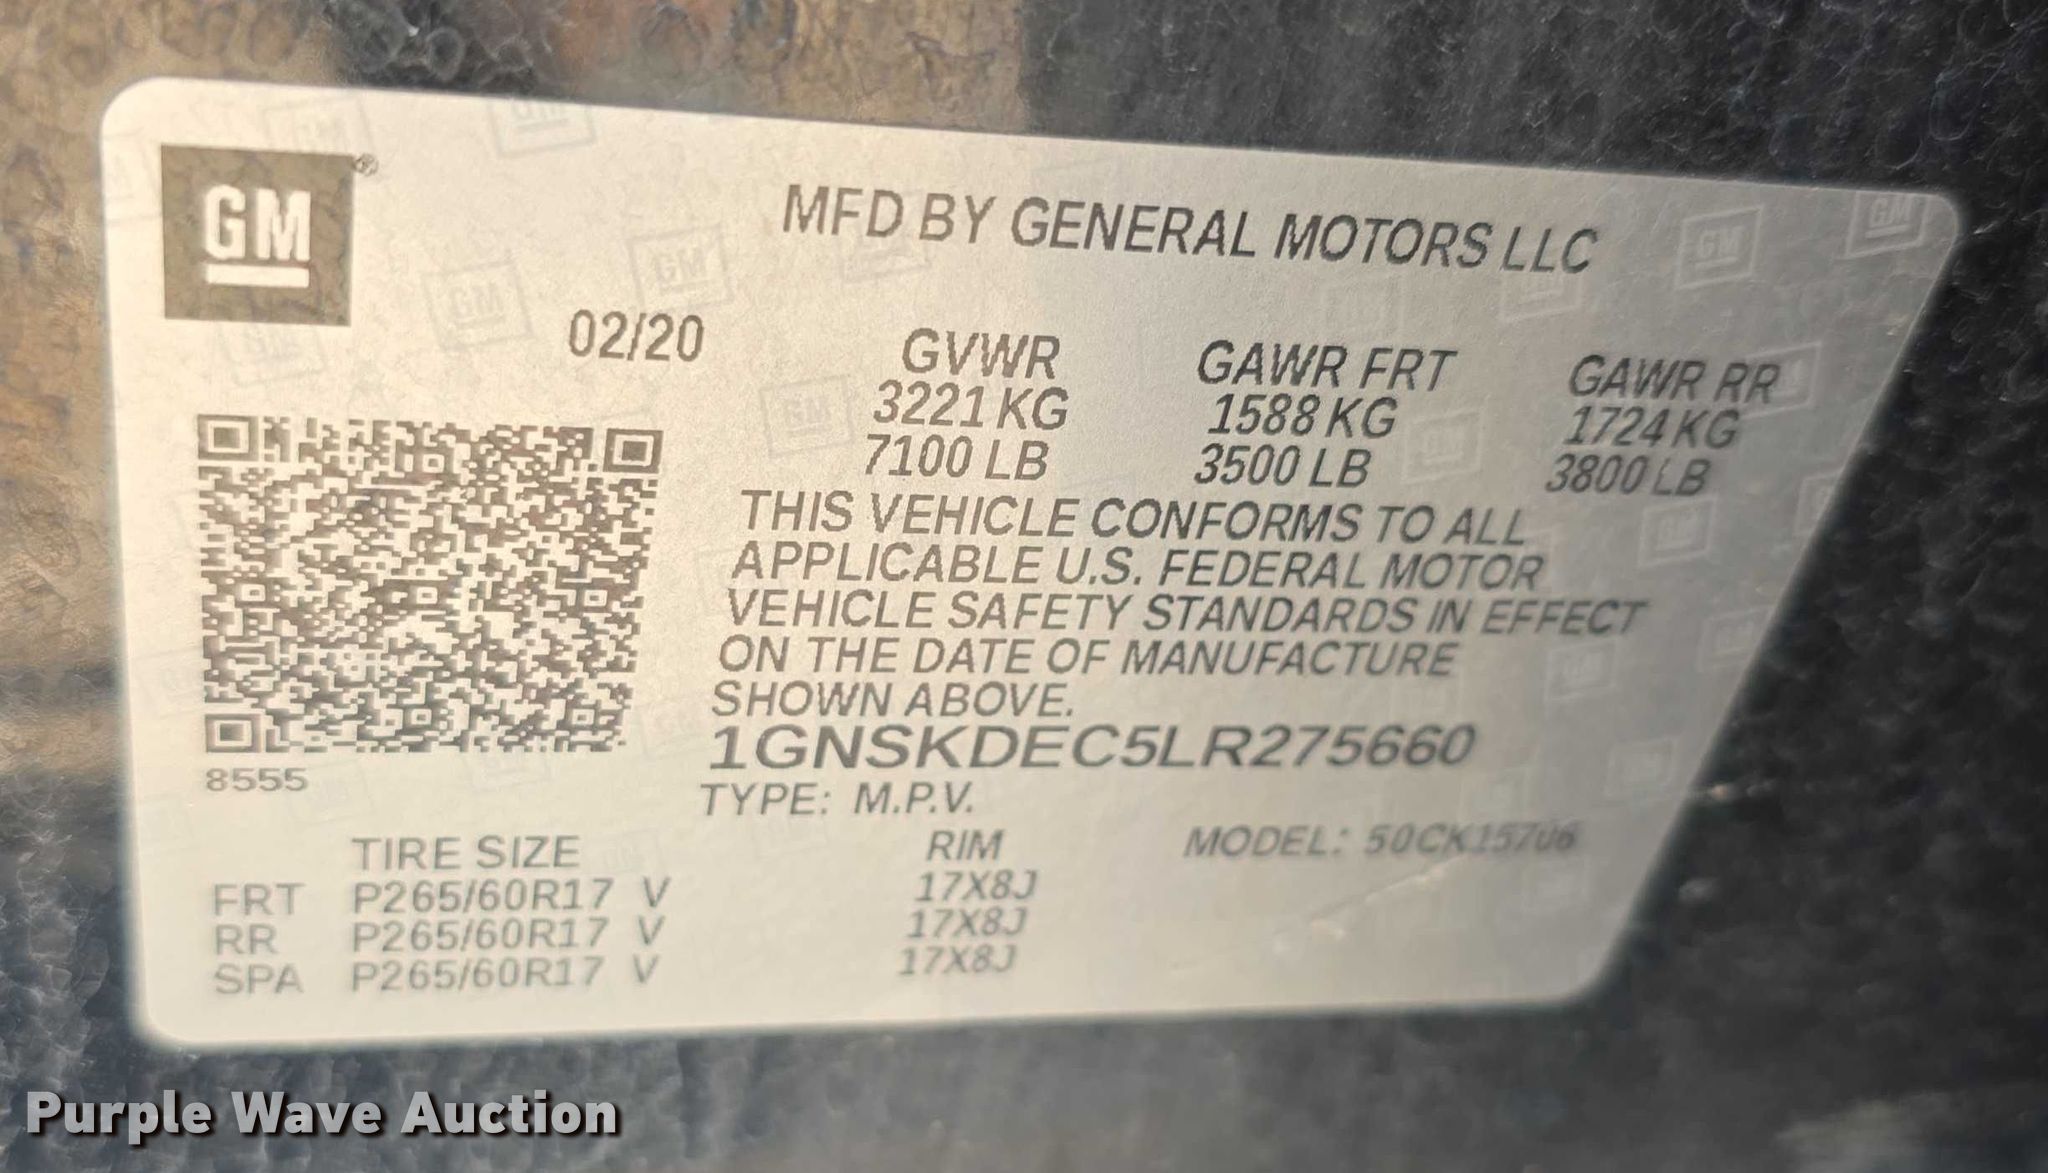 GM
MFD BY GENERAL MOTORS LLC
02/20
GVWR GAWR FRT GAWR RR
3221 KG 1588 KG 1724 KG
7100 LB 3500 LB 3800 LB
THIS VEHICLE CONFORMS TO ALL
APPLICABLE U.S. FEDERAL MOTOR
VEHICLE SAFETY STANDARDS IN EFFECT
ON THE DATE OF MANUFACTURE
SHOWN ABOVE.
1GNSKDEC5LR275660
8555
TYPE: M.P.V.
TIRE SIZE RIM MODEL: 50CK15706
FRT P265/60R17 V 17X8J
RR P265/60R17 V 17X8J
SPA P265/60R17 V 17X8J
Purple Wave Auction